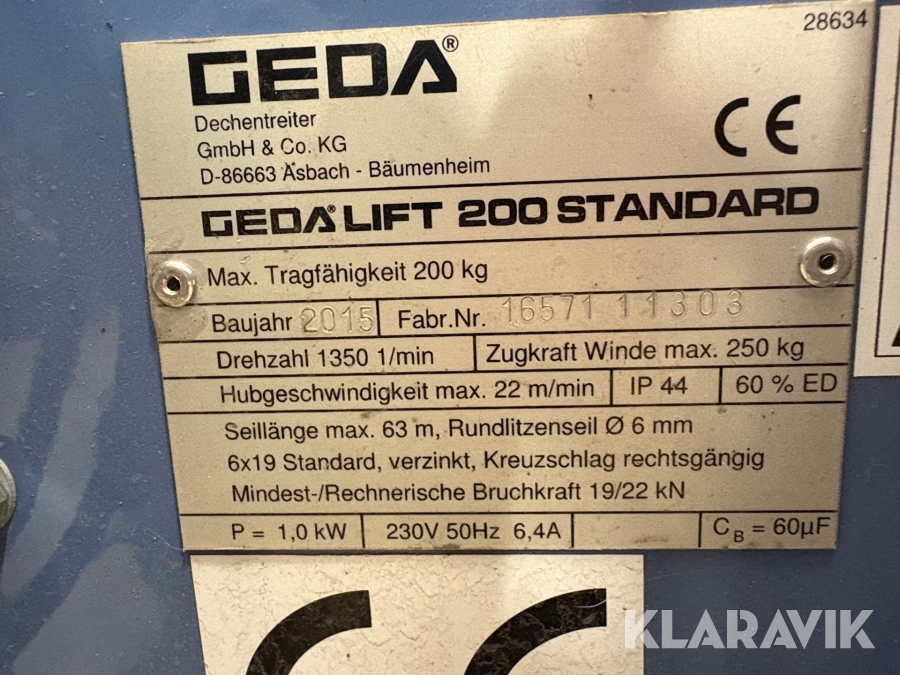 28634
GEDA®
Dechentreiter
GmbH & Co. KG
D-86663 Asbach - Bäumenheim
CE
GEDA® LIFT 200 STANDARD
Max. Tragfähigkeit 200 kg
Baujahr 2015 Fabr.Nr. 16571 11303
Drehzahl 1350 1/min Zugkraft Winde max. 250 kg
Hubgeschwindigkeit max. 22 m/min IP 44 60 % ED
Seillänge max. 63 m, Rundlitzenseil Ø 6 mm
6x19 Standard, verzinkt, Kreuzschlag rechtsgängig
Mindest-/Rechnerische Bruchkraft 19/22 kN
P = 1,0 kW 230V 50Hz 6,4A CB = 60µF
KLARAVIK